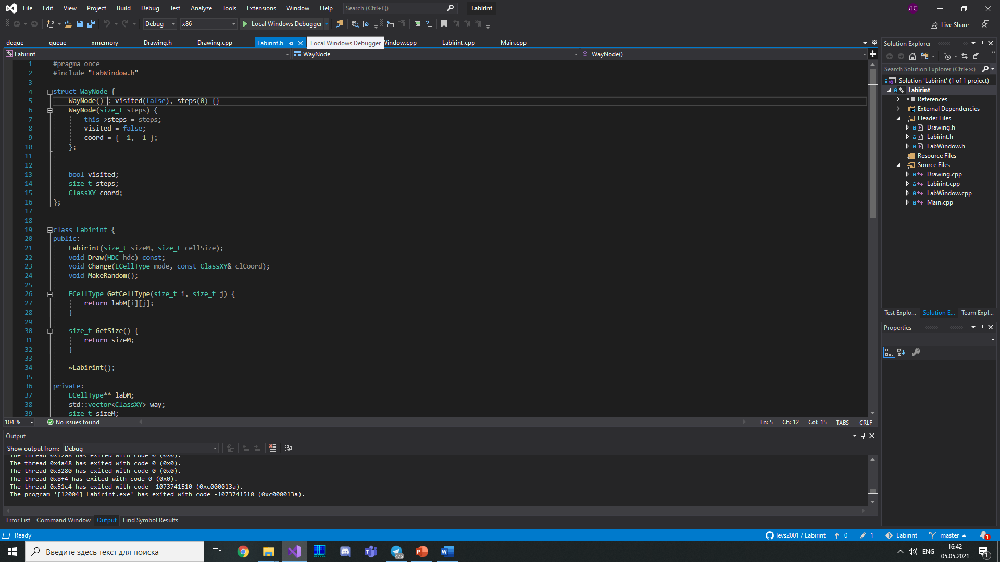 File Edit View Project Build Debug Test Analyze Tools Extensions Window Help Search (Ctrl+Q) Labirint ЛС
Debug x86 Local Windows Debugger Live Share
deque queue xmemory Drawing.h Drawing.cpp Labirint.h Local Windows Debugger Window.cpp Labirint.cpp Main.cpp
Labirint WayNode WayNode()
1 #pragma once
2 #include "LabWindow.h"
3
4 struct WayNode {
5 WayNode() : visited(false), steps(0) {}
6 WayNode(size_t steps) {
7 this->steps = steps;
8 visited = false;
9 coord = { -1, -1 };
10 };
11
12
13 bool visited;
14 size_t steps;
15 ClassXY coord;
16 };
17
18
19 class Labirint {
20 public:
21 Labirint(size_t sizeM, size_t cellSize);
22 void Draw(HDC hdc) const;
23 void Change(ECellType mode, const ClassXY& clCoord);
24 void MakeRandom();
25
26 ECellType GetCellType(size_t i, size_t j) {
27 return labM[i][j];
28 }
29
30 size_t GetSize() {
31 return sizeM;
32 }
33
34 ~Labirint();
35
36 private:
37 ECellType** labM;
38 std::vector<ClassXY> way;
39 size_t sizeM;
104 % No issues found Ln: 5 Ch: 12 Col: 15 TABS CRLF
Output
Show output from: Debug
The thread 0x12a8 has exited with code 0 (0x0).
The thread 0x4a48 has exited with code 0 (0x0).
The thread 0x3280 has exited with code 0 (0x0).
The thread 0x8f4 has exited with code 0 (0x0).
The thread 0x51c4 has exited with code -1073741510 (0xc000013a).
The program '[12004] Labirint.exe' has exited with code -1073741510 (0xc000013a).
Error List Command Window Output Find Symbol Results
Solution Explorer
Search Solution Explorer (Ctrl+ж)
Solution 'Labirint' (1 of 1 project)
Labirint
References
External Dependencies
Header Files
Drawing.h
Labirint.h
LabWindow.h
Resource Files
Source Files
Drawing.cpp
Labirint.cpp
LabWindow.cpp
Main.cpp
Test Explo... Solution E... Team Expl...
Properties
Ready levs2001 / Labirint 0 1 Labirint master 1
Введите здесь текст для поиска 475 ENG 16:42
05.05.2021 1